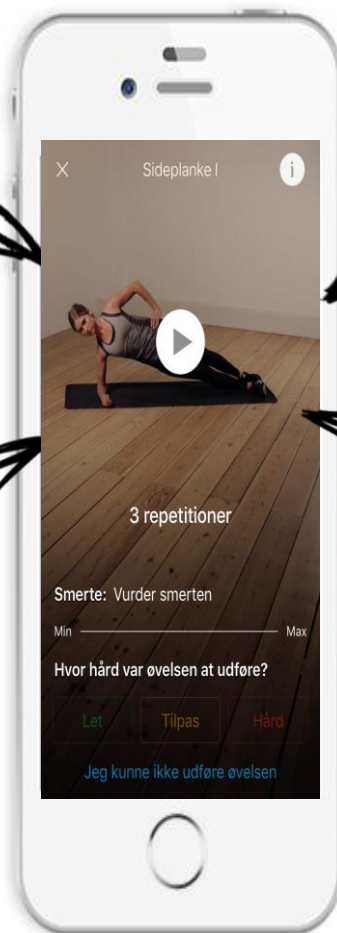 Sideplanke I
i
3 repetitioner
Smerte: Vurder smerten
Min Max
Hvor hård var øvelsen at udføre?
Let Tilpas Hård
Jeg kunne ikke udføre øvelsen